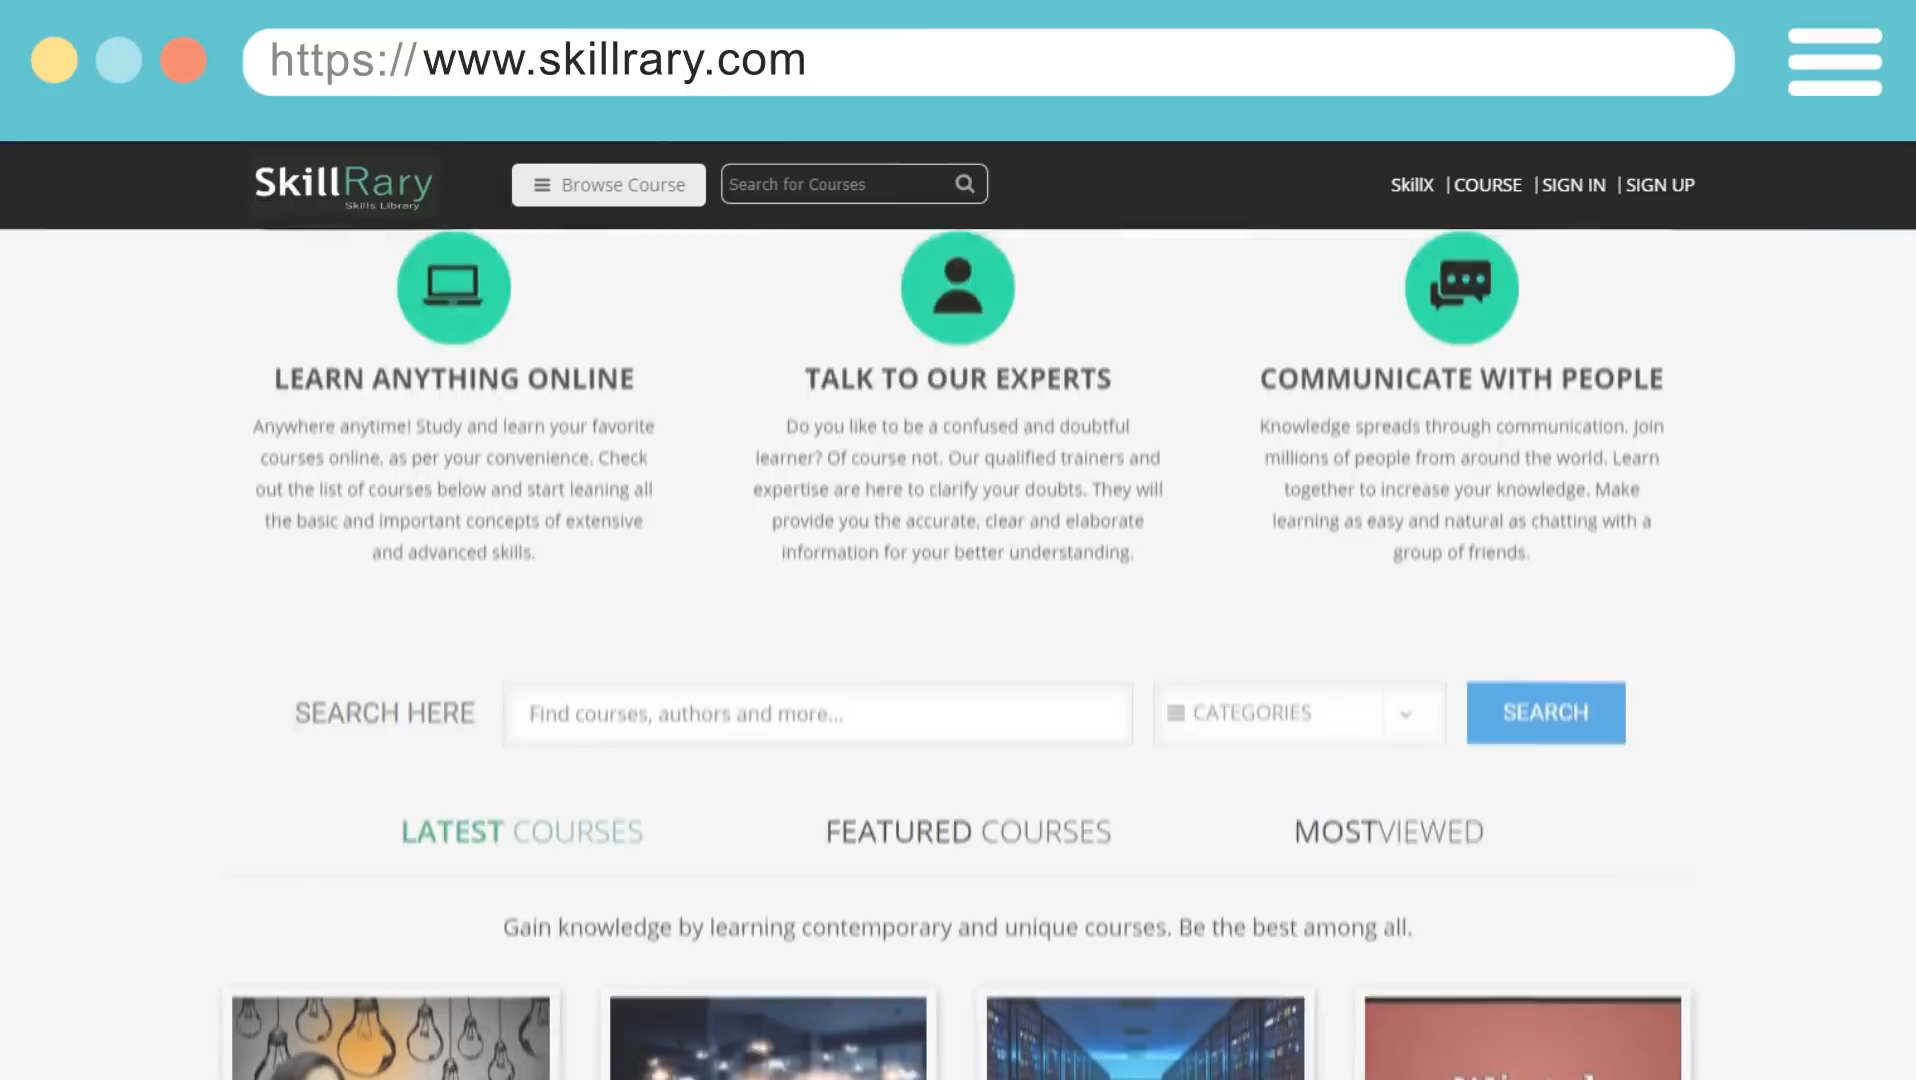 https://www.skillrary.com
SkillRary
Skills Library
Browse Course
Search for Courses
SkillX | COURSE | SIGN IN | SIGN UP
LEARN ANYTHING ONLINE
Anywhere anytime! Study and learn your favorite
courses online, as per your convenience. Check
out the list of courses below and start leaning all
the basic and important concepts of extensive
and advanced skills.
TALK TO OUR EXPERTS
Do you like to be a confused and doubtful
learner? Of course not. Our qualified trainers and
expertise are here to clarify your doubts. They will
provide you the accurate, clear and elaborate
information for your better understanding.
COMMUNICATE WITH PEOPLE
Knowledge spreads through communication. Join
millions of people from around the world. Learn
together to increase your knowledge. Make
learning as easy and natural as chatting with a
group of friends.
SEARCH HERE
Find courses, authors and more...
CATEGORIES
SEARCH
LATEST COURSES
FEATURED COURSES
MOSTVIEWED
Gain knowledge by learning contemporary and unique courses. Be the best among all.